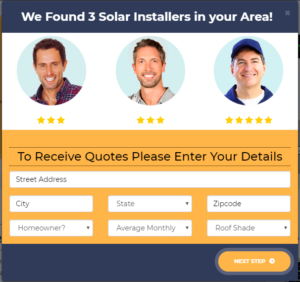 We Found 3 Solar Installers in your Area!
×
To Receive Quotes Please Enter Your Details
Street Address
City State Zipcode
Homeowner? Average Monthly Roof Shade
NEXT STEP